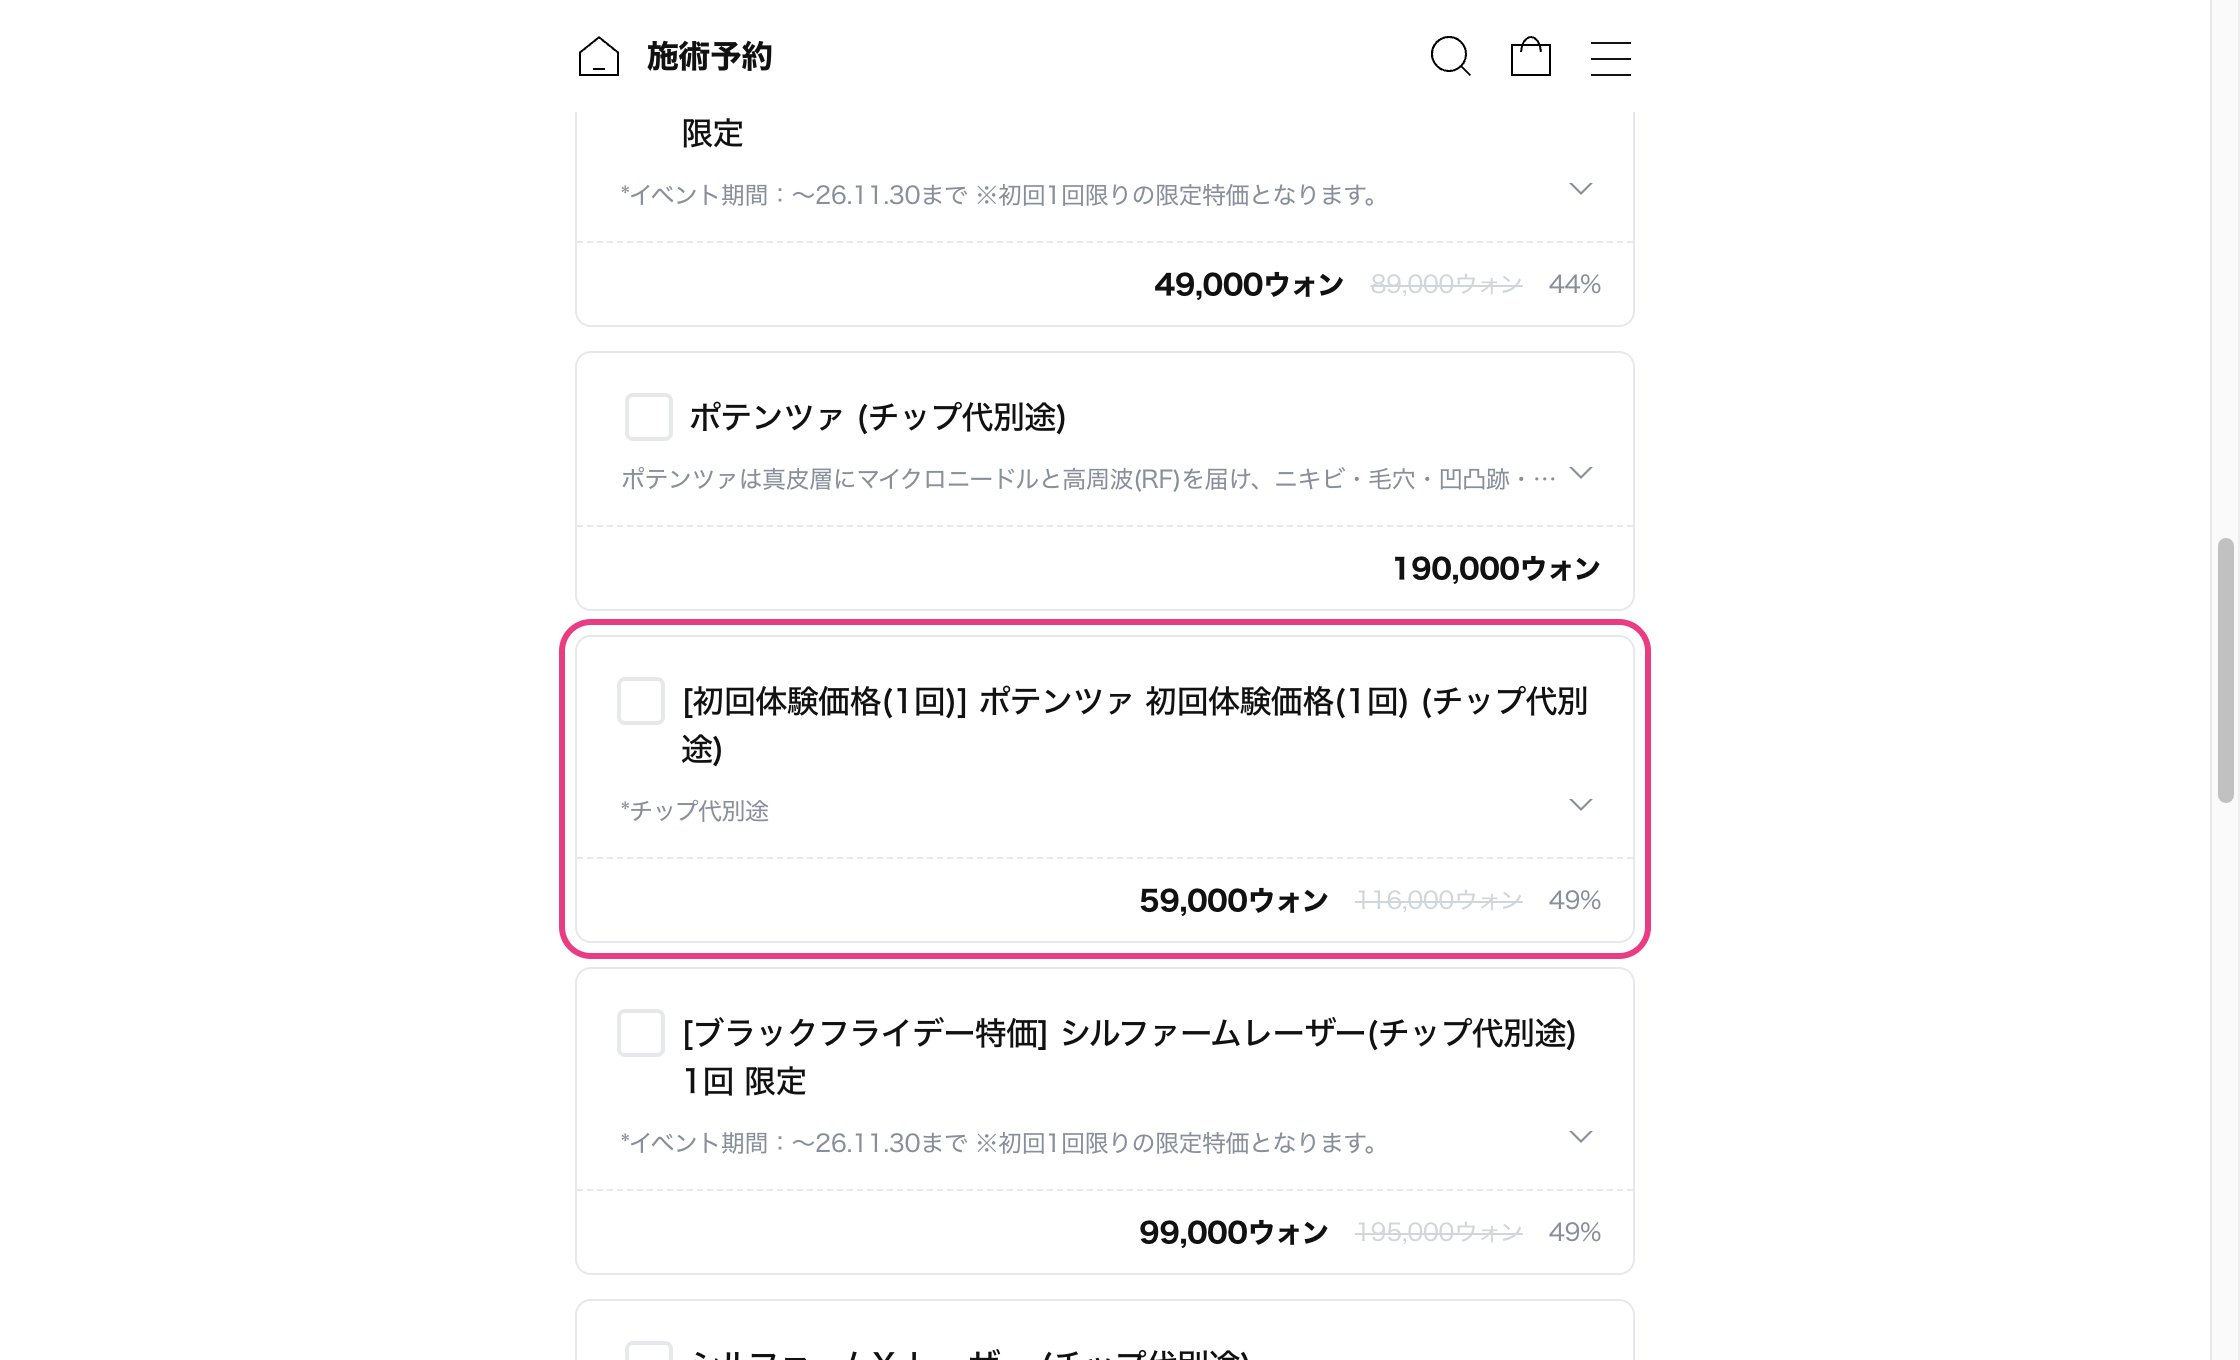 施術予約
限定
*イベント期間：～26.11.30まで ※初回1回限りの限定特価となります。
49,000ウォン 89,000ウォン 44%
ポテンツァ (チップ代別途)
ポテンツァは真皮層にマイクロニードルと高周波(RF)を届け、ニキビ・毛穴・凹凸跡・…
190,000ウォン
[初回体験価格(1回)] ポテンツァ 初回体験価格(1回) (チップ代別
途)
*チップ代別途
59,000ウォン 116,000ウォン 49%
[ブラックフライデー特価] シルファームレーザー(チップ代別途)
1回 限定
*イベント期間：～26.11.30まで ※初回1回限りの限定特価となります。
99,000ウォン 195,000ウォン 49%